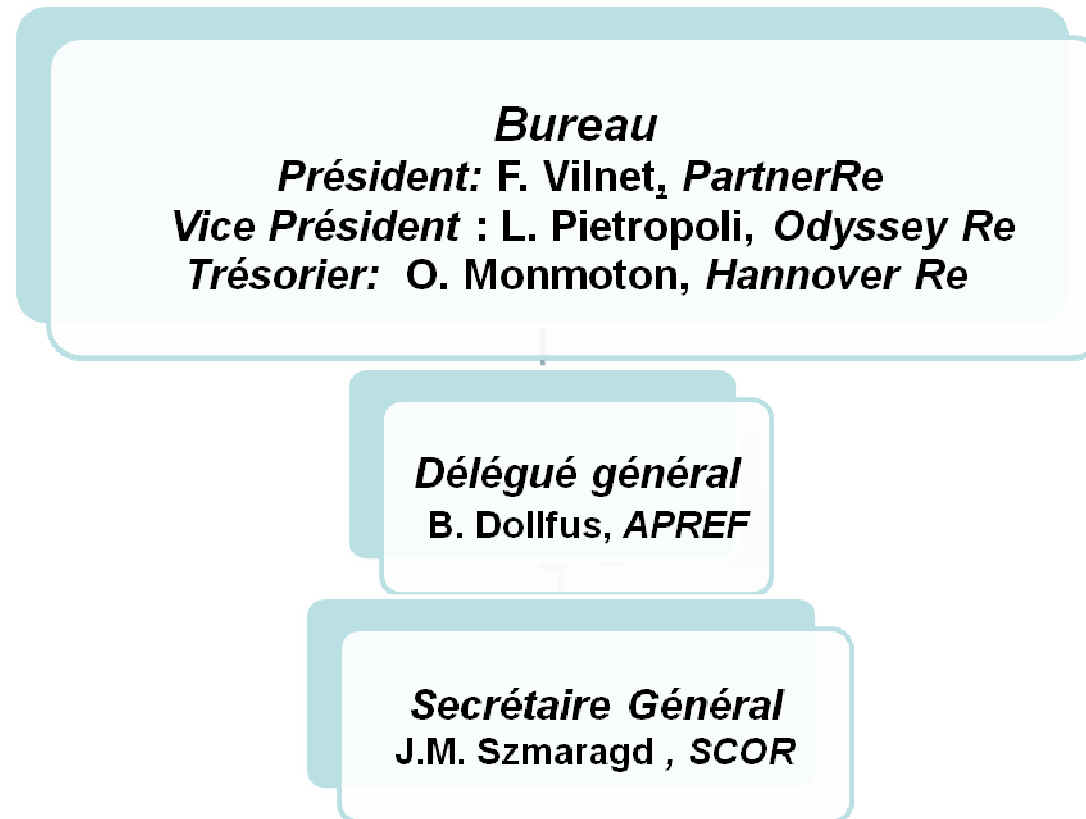 Bureau
Président: F. Vilnet, PartnerRe
Vice Président : L. Pietropoli, Odyssey Re
Trésorier: O. Monmoton, Hannover Re
Délégué général
B. Dollfus, APREF
Secrétaire Général
J.M. Szmaragd , SCOR